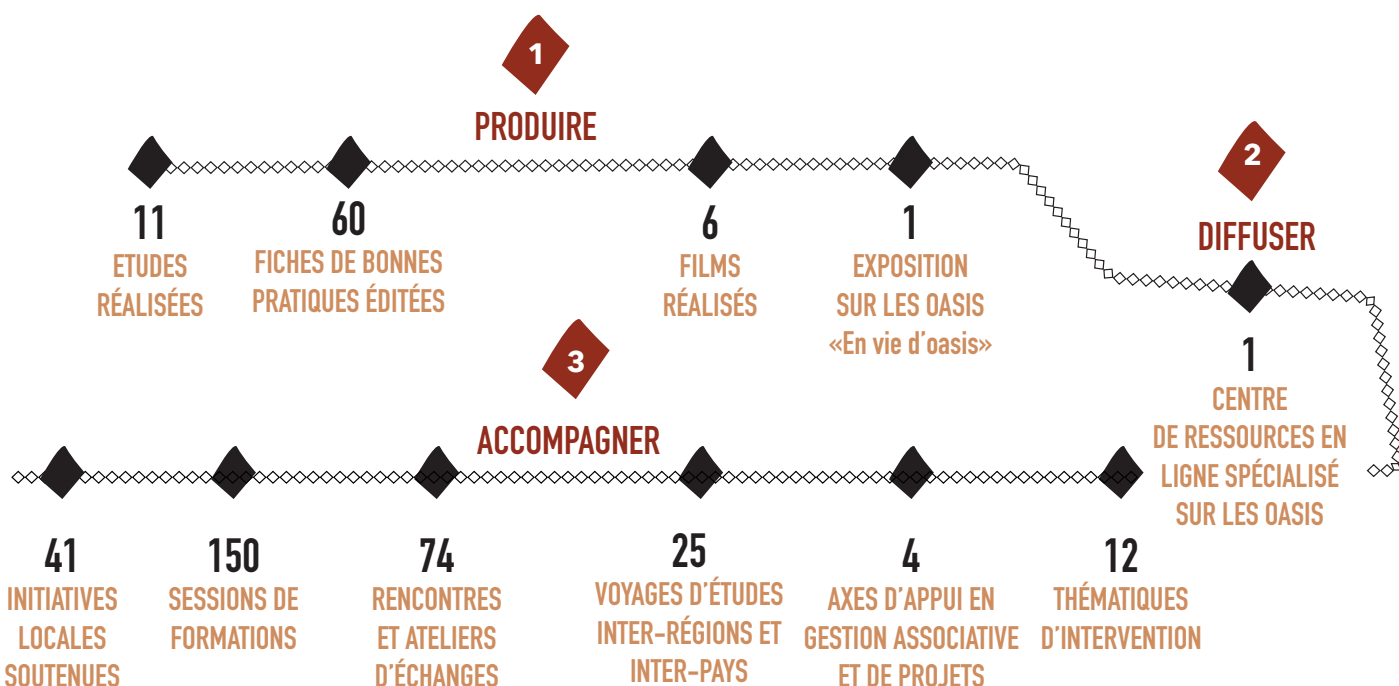 1
PRODUIRE
11
ETUDES
RÉALISÉES
60
FICHES DE BONNES
PRATIQUES ÉDITÉES
6
FILMS
RÉALISÉS
1
EXPOSITION
SUR LES OASIS
«En vie d'oasis»
2
DIFFUSER
1
CENTRE
DE RESSOURCES EN
LIGNE SPÉCIALISÉ
SUR LES OASIS
3
ACCOMPAGNER
41
INITIATIVES
LOCALES
SOUTENUES
150
SESSIONS DE
FORMATIONS
74
RENCONTRES
ET ATELIERS
D'ÉCHANGES
25
VOYAGES D'ÉTUDES
INTER-RÉGIONS ET
INTER-PAYS
4
AXES D'APPUI EN
GESTION ASSOCIATIVE
ET DE PROJETS
12
THÉMATIQUES
D'INTERVENTION